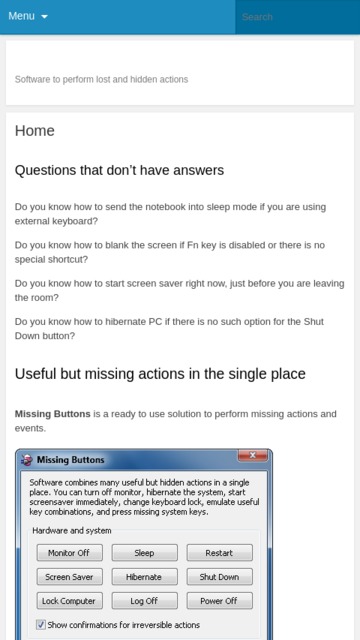 Menu
Search
Software to perform lost and hidden actions
Home
Questions that don’t have answers
Do you know how to send the notebook into sleep mode if you are using
external keyboard?
Do you know how to blank the screen if Fn key is disabled or there is no
special shortcut?
Do you know how to start screen saver right now, just before you are leaving
the room?
Do you know how to hibernate PC if there is no such option for the Shut
Down button?
Useful but missing actions in the single place
Missing Buttons is a ready to use solution to perform missing actions and
events.
Missing Buttons
Software combines many useful but hidden actions in a single
place. You can turn off monitor, hibernate the system, start
screensaver immediately, change keyboard lock, emulate useful
key combinations, and press missing system keys.
Hardware and system
Monitor Off Sleep Restart
Screen Saver Hibernate Shut Down
Lock Computer Log Off Power Off
Show confirmations for irreversible actions